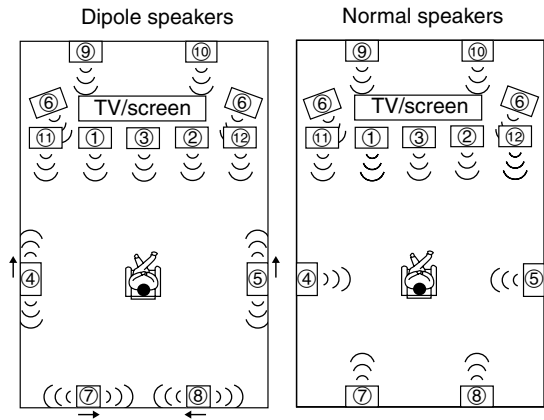 Dipole speakers Normal speakers
⑨ ⑩ ⑨ ⑩
⑥ ⑥ ⑥ ⑥
TV/screen TV/screen
⑪ ① ③ ② ⑫ ⑪ ① ③ ② ⑫
④ ⑤ ④ ⑤
⑦ ⑧ ⑦ ⑧